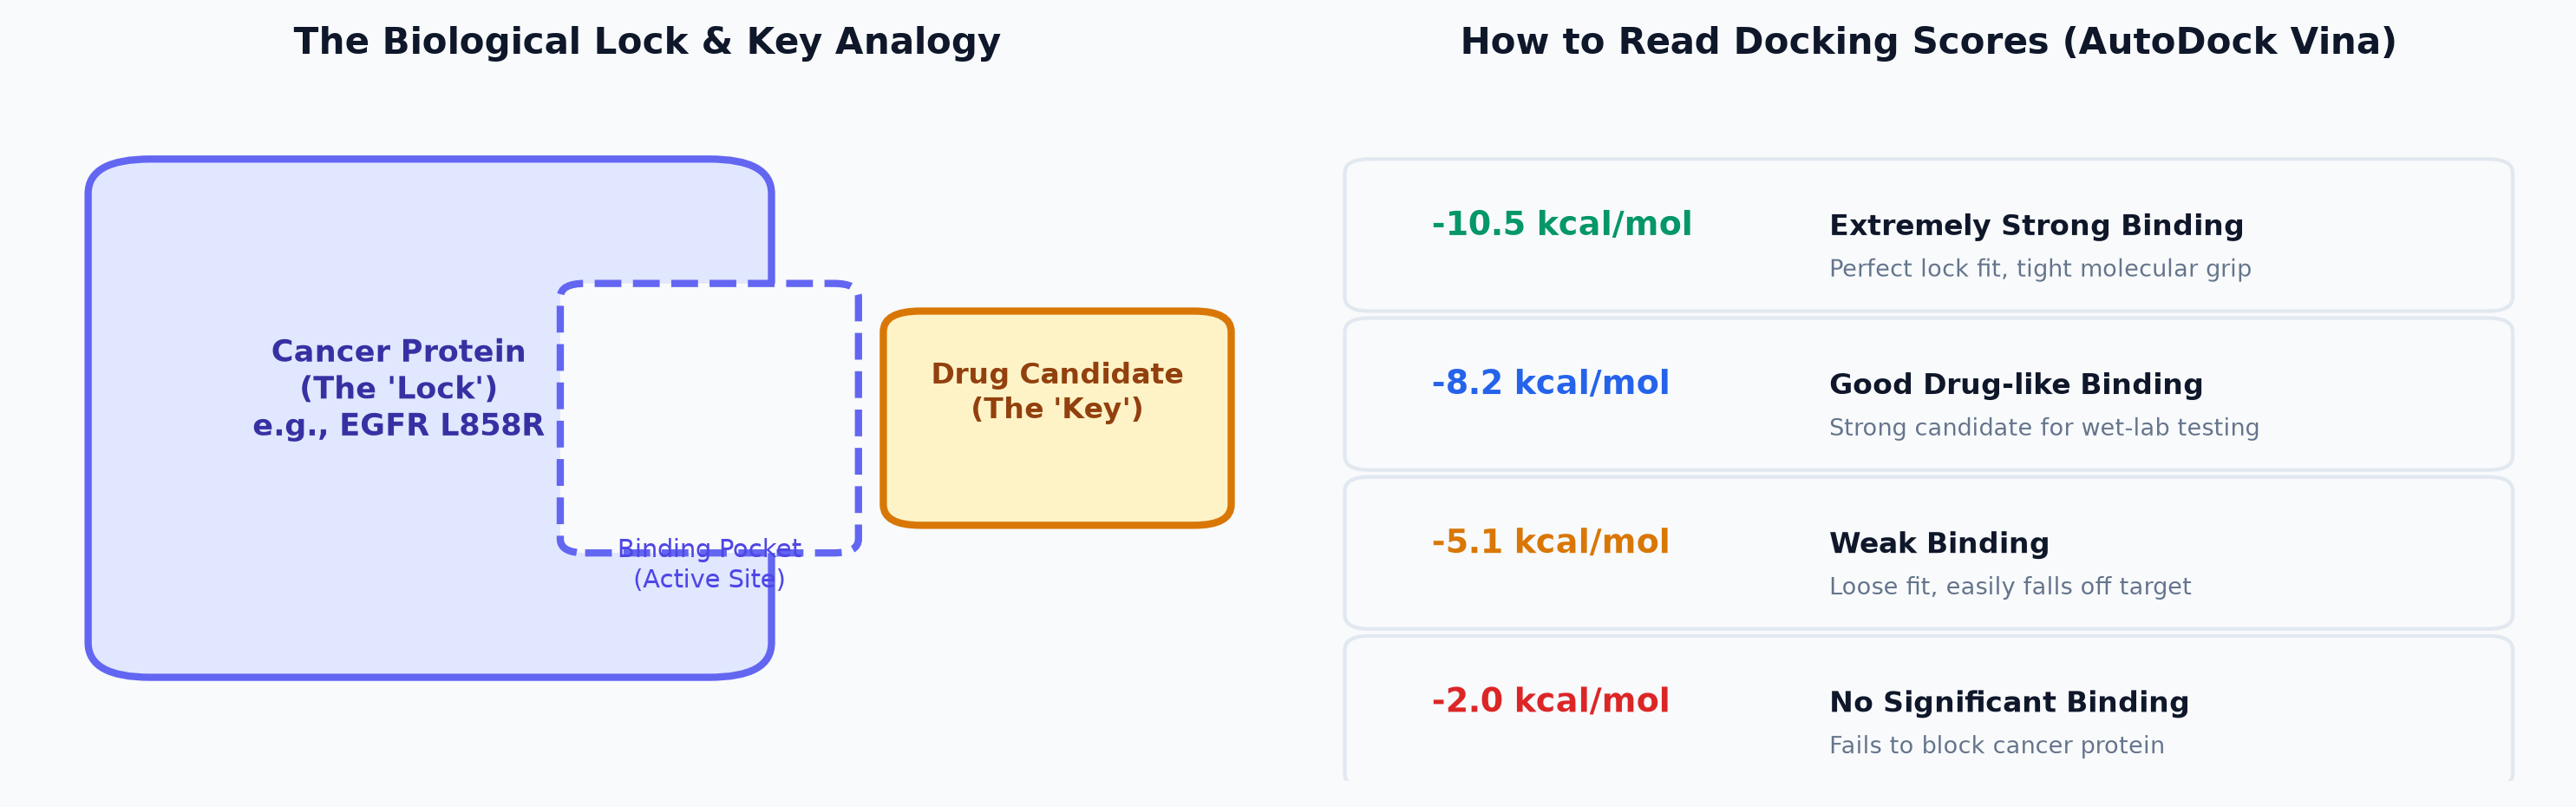 The Biological Lock & Key Analogy
Cancer Protein
(The 'Lock')
e.g., EGFR L858R
Binding Pocket
(Active Site)
Drug Candidate
(The 'Key')
How to Read Docking Scores (AutoDock Vina)
-10.5 kcal/mol
Extremely Strong Binding
Perfect lock fit, tight molecular grip
-8.2 kcal/mol
Good Drug-like Binding
Strong candidate for wet-lab testing
-5.1 kcal/mol
Weak Binding
Loose fit, easily falls off target
-2.0 kcal/mol
No Significant Binding
Fails to block cancer protein